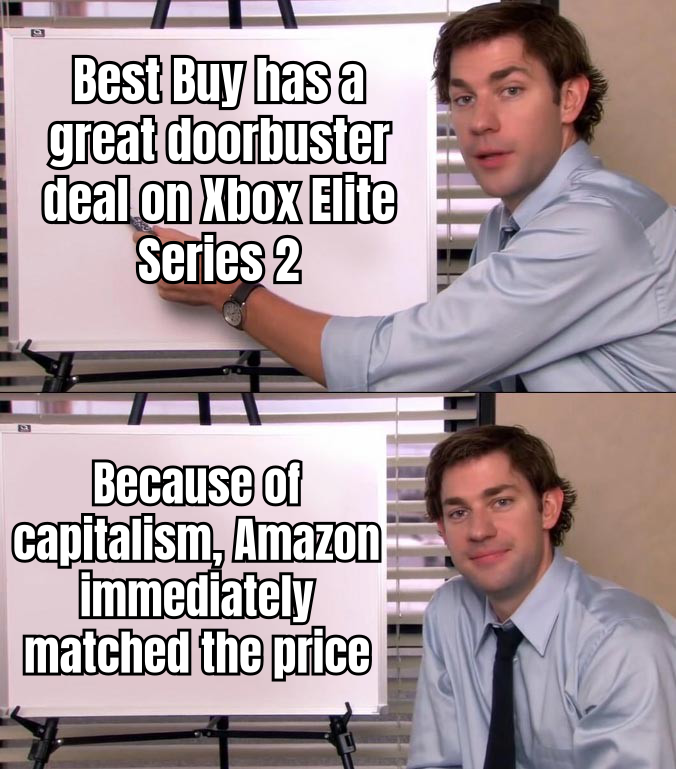 Best Buy has a
great doorbuster
deal on Xbox Elite
Series 2
Because of
capitalism, Amazon
immediately
matched the price